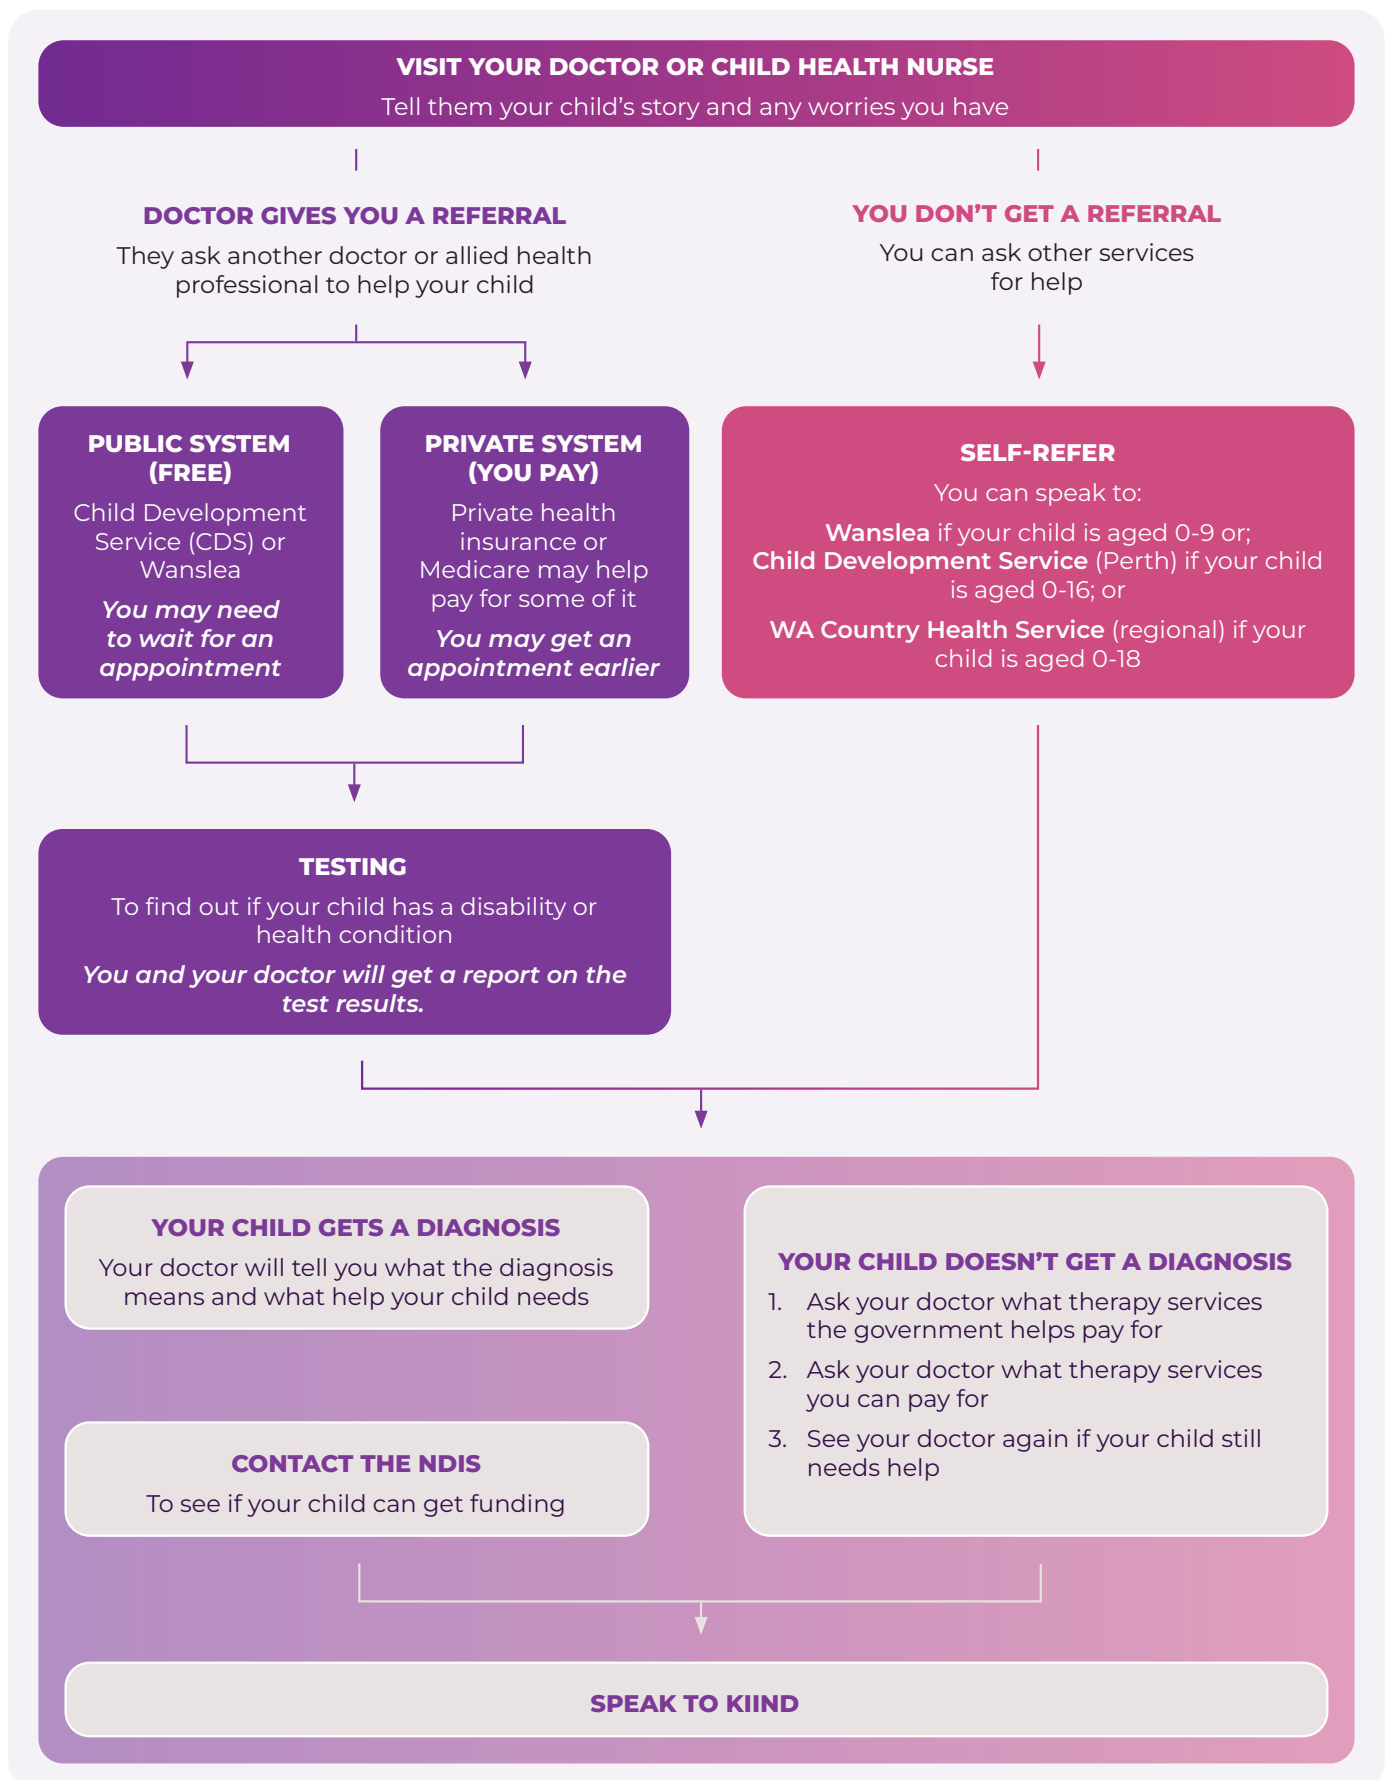 VISIT YOUR DOCTOR OR CHILD HEALTH NURSE
Tell them your child’s story and any worries you have
DOCTOR GIVES YOU A REFERRAL
They ask another doctor or allied health
professional to help your child
YOU DON’T GET A REFERRAL
You can ask other services
for help
PUBLIC SYSTEM
(FREE)
Child Development
Service (CDS) or
Wanslea
You may need
to wait for an
apppointment
PRIVATE SYSTEM
(YOU PAY)
Private health
insurance or
Medicare may help
pay for some of it
You may get an
appointment earlier
SELF-REFER
You can speak to:
Wanslea if your child is aged 0-9 or;
Child Development Service (Perth) if your child
is aged 0-16; or
WA Country Health Service (regional) if your
child is aged 0-18
TESTING
To find out if your child has a disability or
health condition
You and your doctor will get a report on the
test results.
YOUR CHILD GETS A DIAGNOSIS
Your doctor will tell you what the diagnosis
means and what help your child needs
CONTACT THE NDIS
To see if your child can get funding
YOUR CHILD DOESN’T GET A DIAGNOSIS
1. Ask your doctor what therapy services
the government helps pay for
2. Ask your doctor what therapy services
you can pay for
3. See your doctor again if your child still
needs help
SPEAK TO KIIND